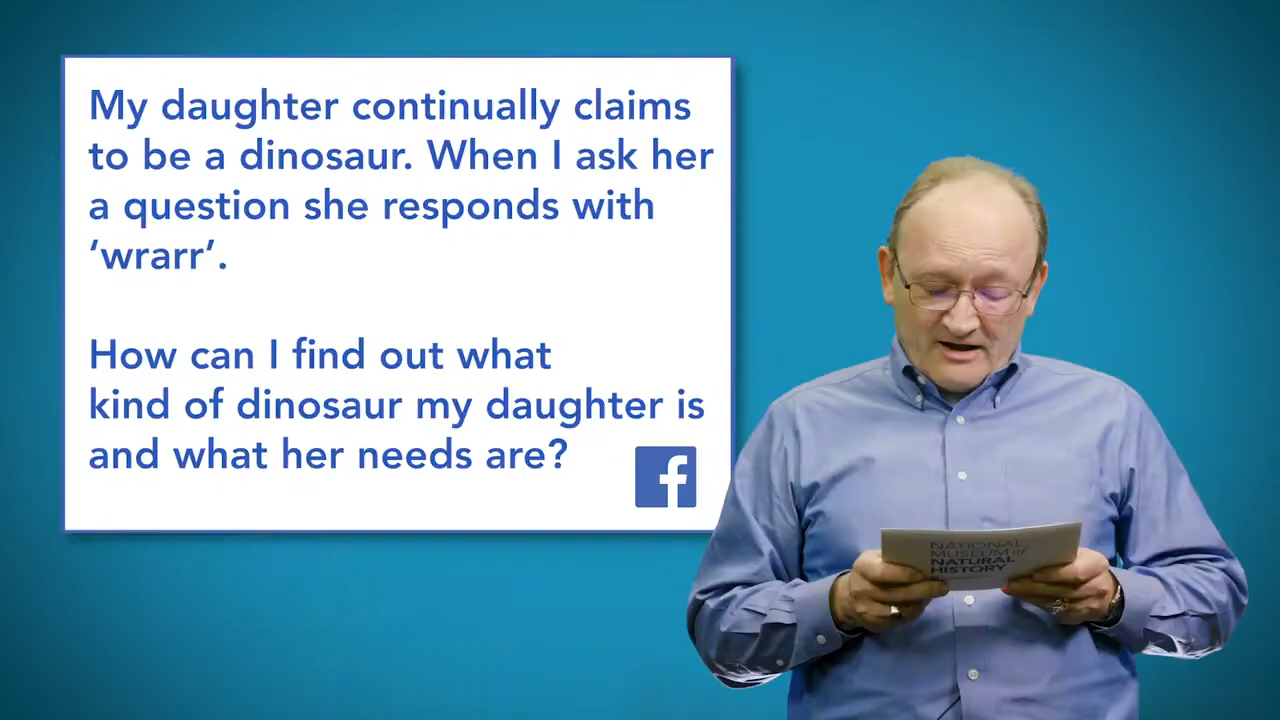 My daughter continually claims
to be a dinosaur. When I ask her
a question she responds with
‘wrarr’.
How can I find out what
kind of dinosaur my daughter is
and what her needs are?
f
NATIONAL
MUSEUM of
NATURAL
HISTORY